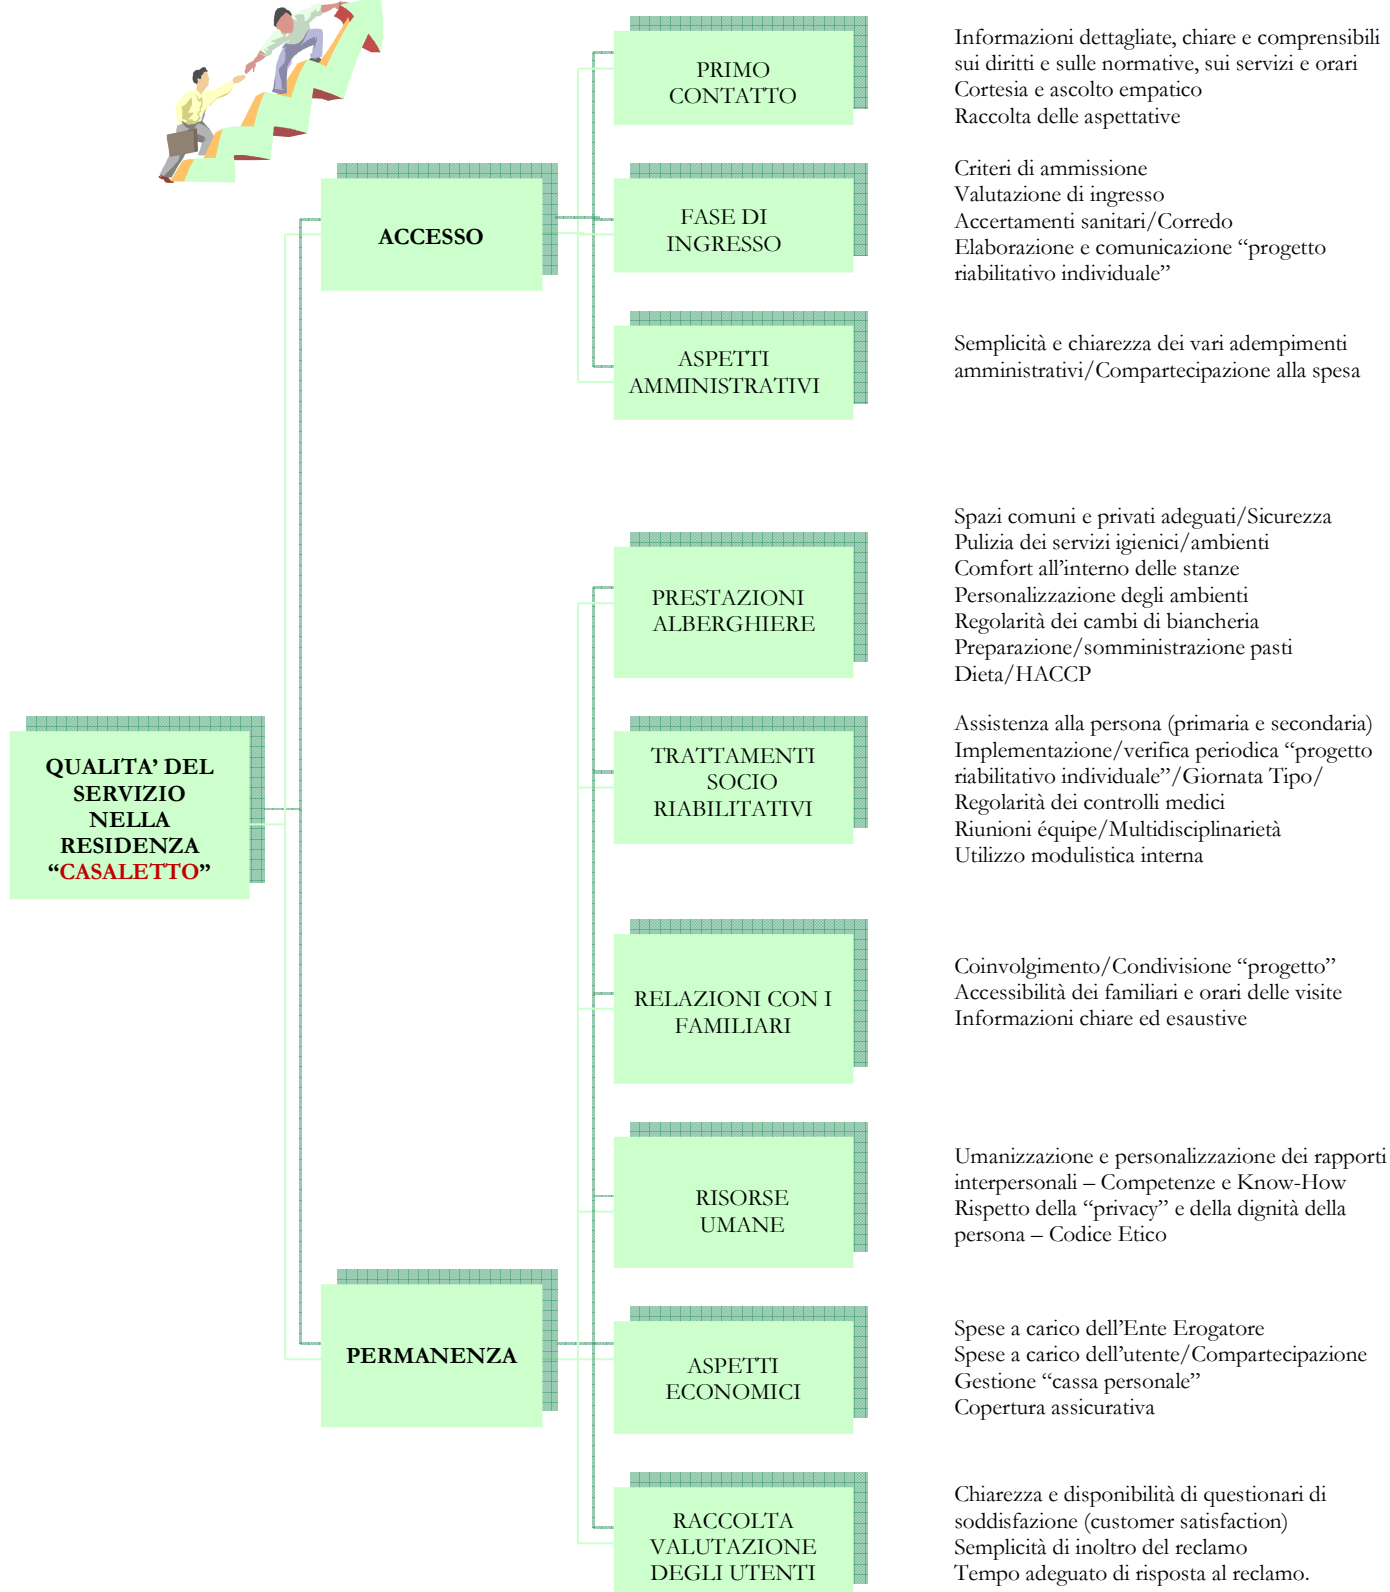 PRIMO
CONTATTO
Informazioni dettagliate, chiare e comprensibili
sui diritti e sulle normative, sui servizi e orari
Cortesia e ascolto empatico
Raccolta delle aspettative
ACCESSO
FASE DI
INGRESSO
Criteri di ammissione
Valutazione di ingresso
Accertamenti sanitari/Corredo
Elaborazione e comunicazione “progetto
riabilitativo individuale”
ASPETTI
AMMINISTRATIVI
Semplicità e chiarezza dei vari adempimenti
amministrativi/Compartecipazione alla spesa
PRESTAZIONI
ALBERGHIERE
Spazi comuni e privati adeguati/Sicurezza
Pulizia dei servizi igienici/ambienti
Comfort all’interno delle stanze
Personalizzazione degli ambienti
Regolarità dei cambi di biancheria
Preparazione/somministrazione pasti
Dieta/HACCP
QUALITA’ DEL
SERVIZIO
NELLA
RESIDENZA
“CASALETTO”
TRATTAMENTI
SOCIO
RIABILITATIVI
Assistenza alla persona (primaria e secondaria)
Implementazione/verifica periodica “progetto
riabilitativo individuale”/Giornata Tipo/
Regolarità dei controlli medici
Riunioni équipe/Multidisciplinarietà
Utilizzo modulistica interna
RELAZIONI CON I
FAMILIARI
Coinvolgimento/Condivisione “progetto”
Accessibilità dei familiari e orari delle visite
Informazioni chiare ed esaustive
RISORSE
UMANE
Umanizzazione e personalizzazione dei rapporti
interpersonali – Competenze e Know-How
Rispetto della “privacy” e della dignità della
persona – Codice Etico
PERMANENZA
ASPETTI
ECONOMICI
Spese a carico dell’Ente Erogatore
Spese a carico dell’utente/Compartecipazione
Gestione “cassa personale”
Copertura assicurativa
RACCOLTA
VALUTAZIONE
DEGLI UTENTI
Chiarezza e disponibilità di questionari di
soddisfazione (customer satisfaction)
Semplicità di inoltro del reclamo
Tempo adeguato di risposta al reclamo.